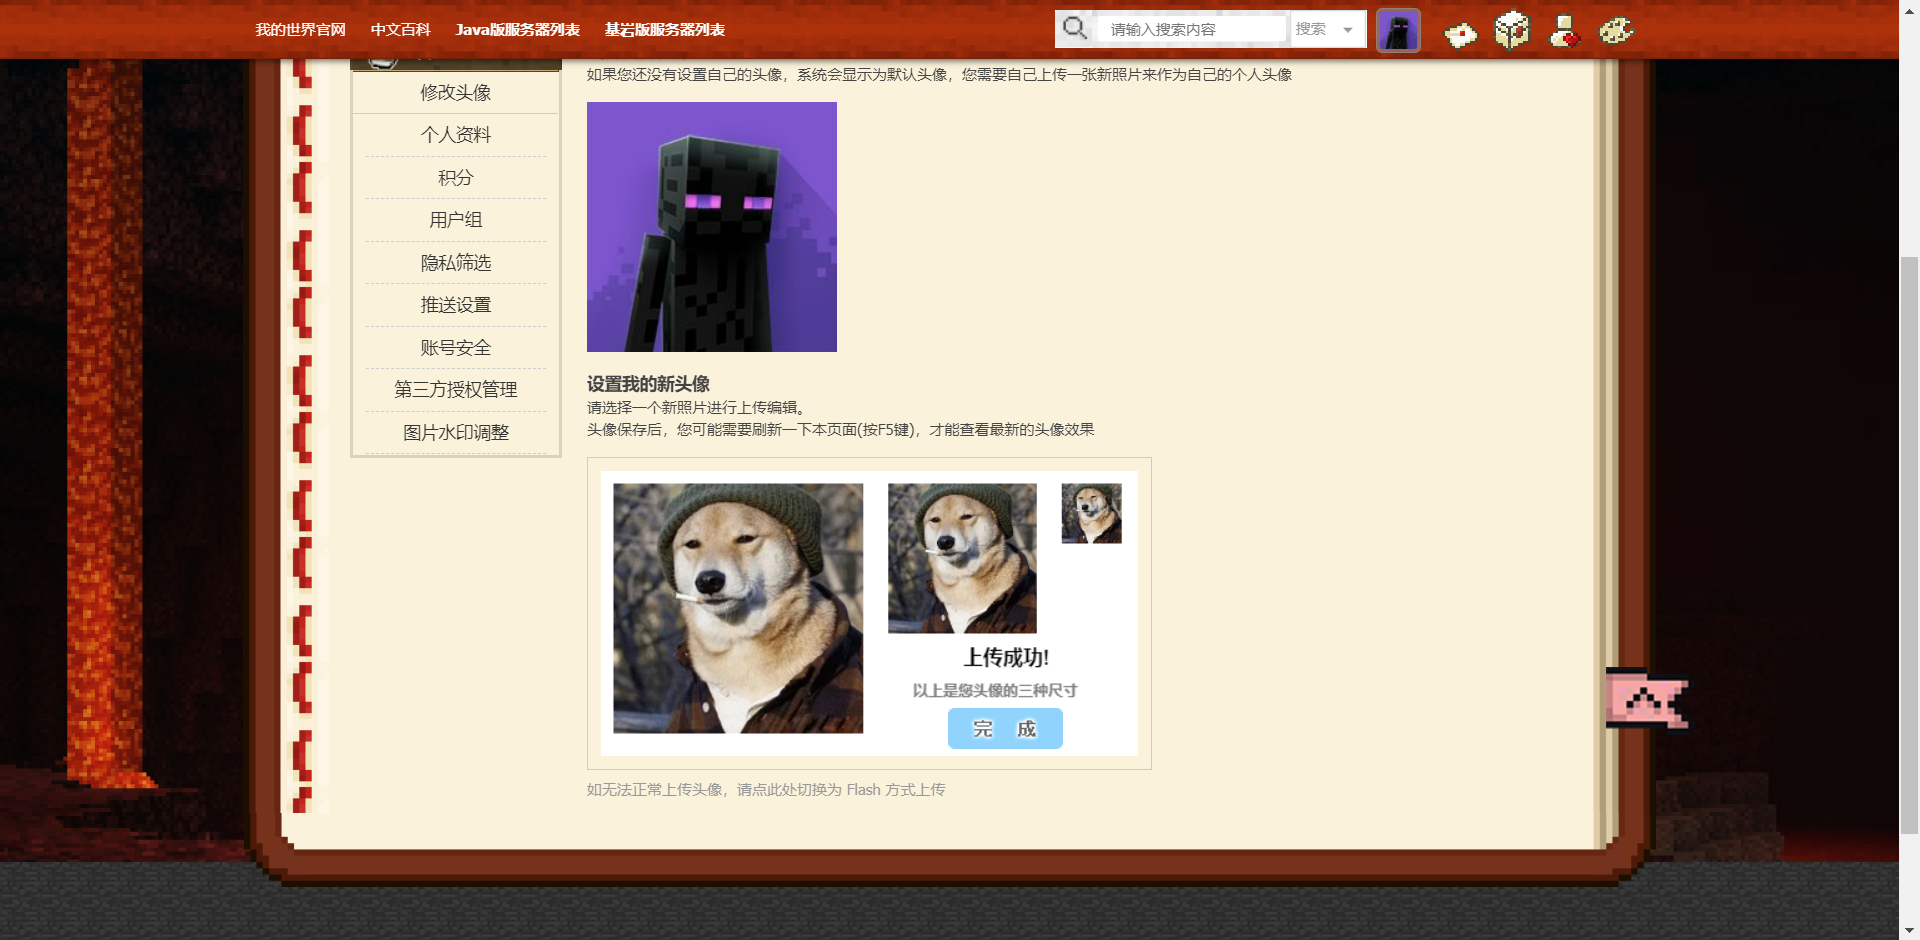 我的世界官网 中文百科 Java版服务器列表 基岩版服务器列表 请输入搜索内容 搜索
如果您还没有设置自己的头像，系统会显示为默认头像，您需要自己上传一张新照片来作为自己的个人头像
修改头像
个人资料
积分
用户组
隐私筛选
推送设置
账号安全
第三方授权管理
图片水印调整
设置我的新头像
请选择一个新照片进行上传编辑。
头像保存后，您可能需要刷新一下本页面(按F5键)，才能查看最新的头像效果
上传成功!
以上是您头像的三种尺寸
完 成
如无法正常上传头像，请点此处切换为 Flash 方式上传